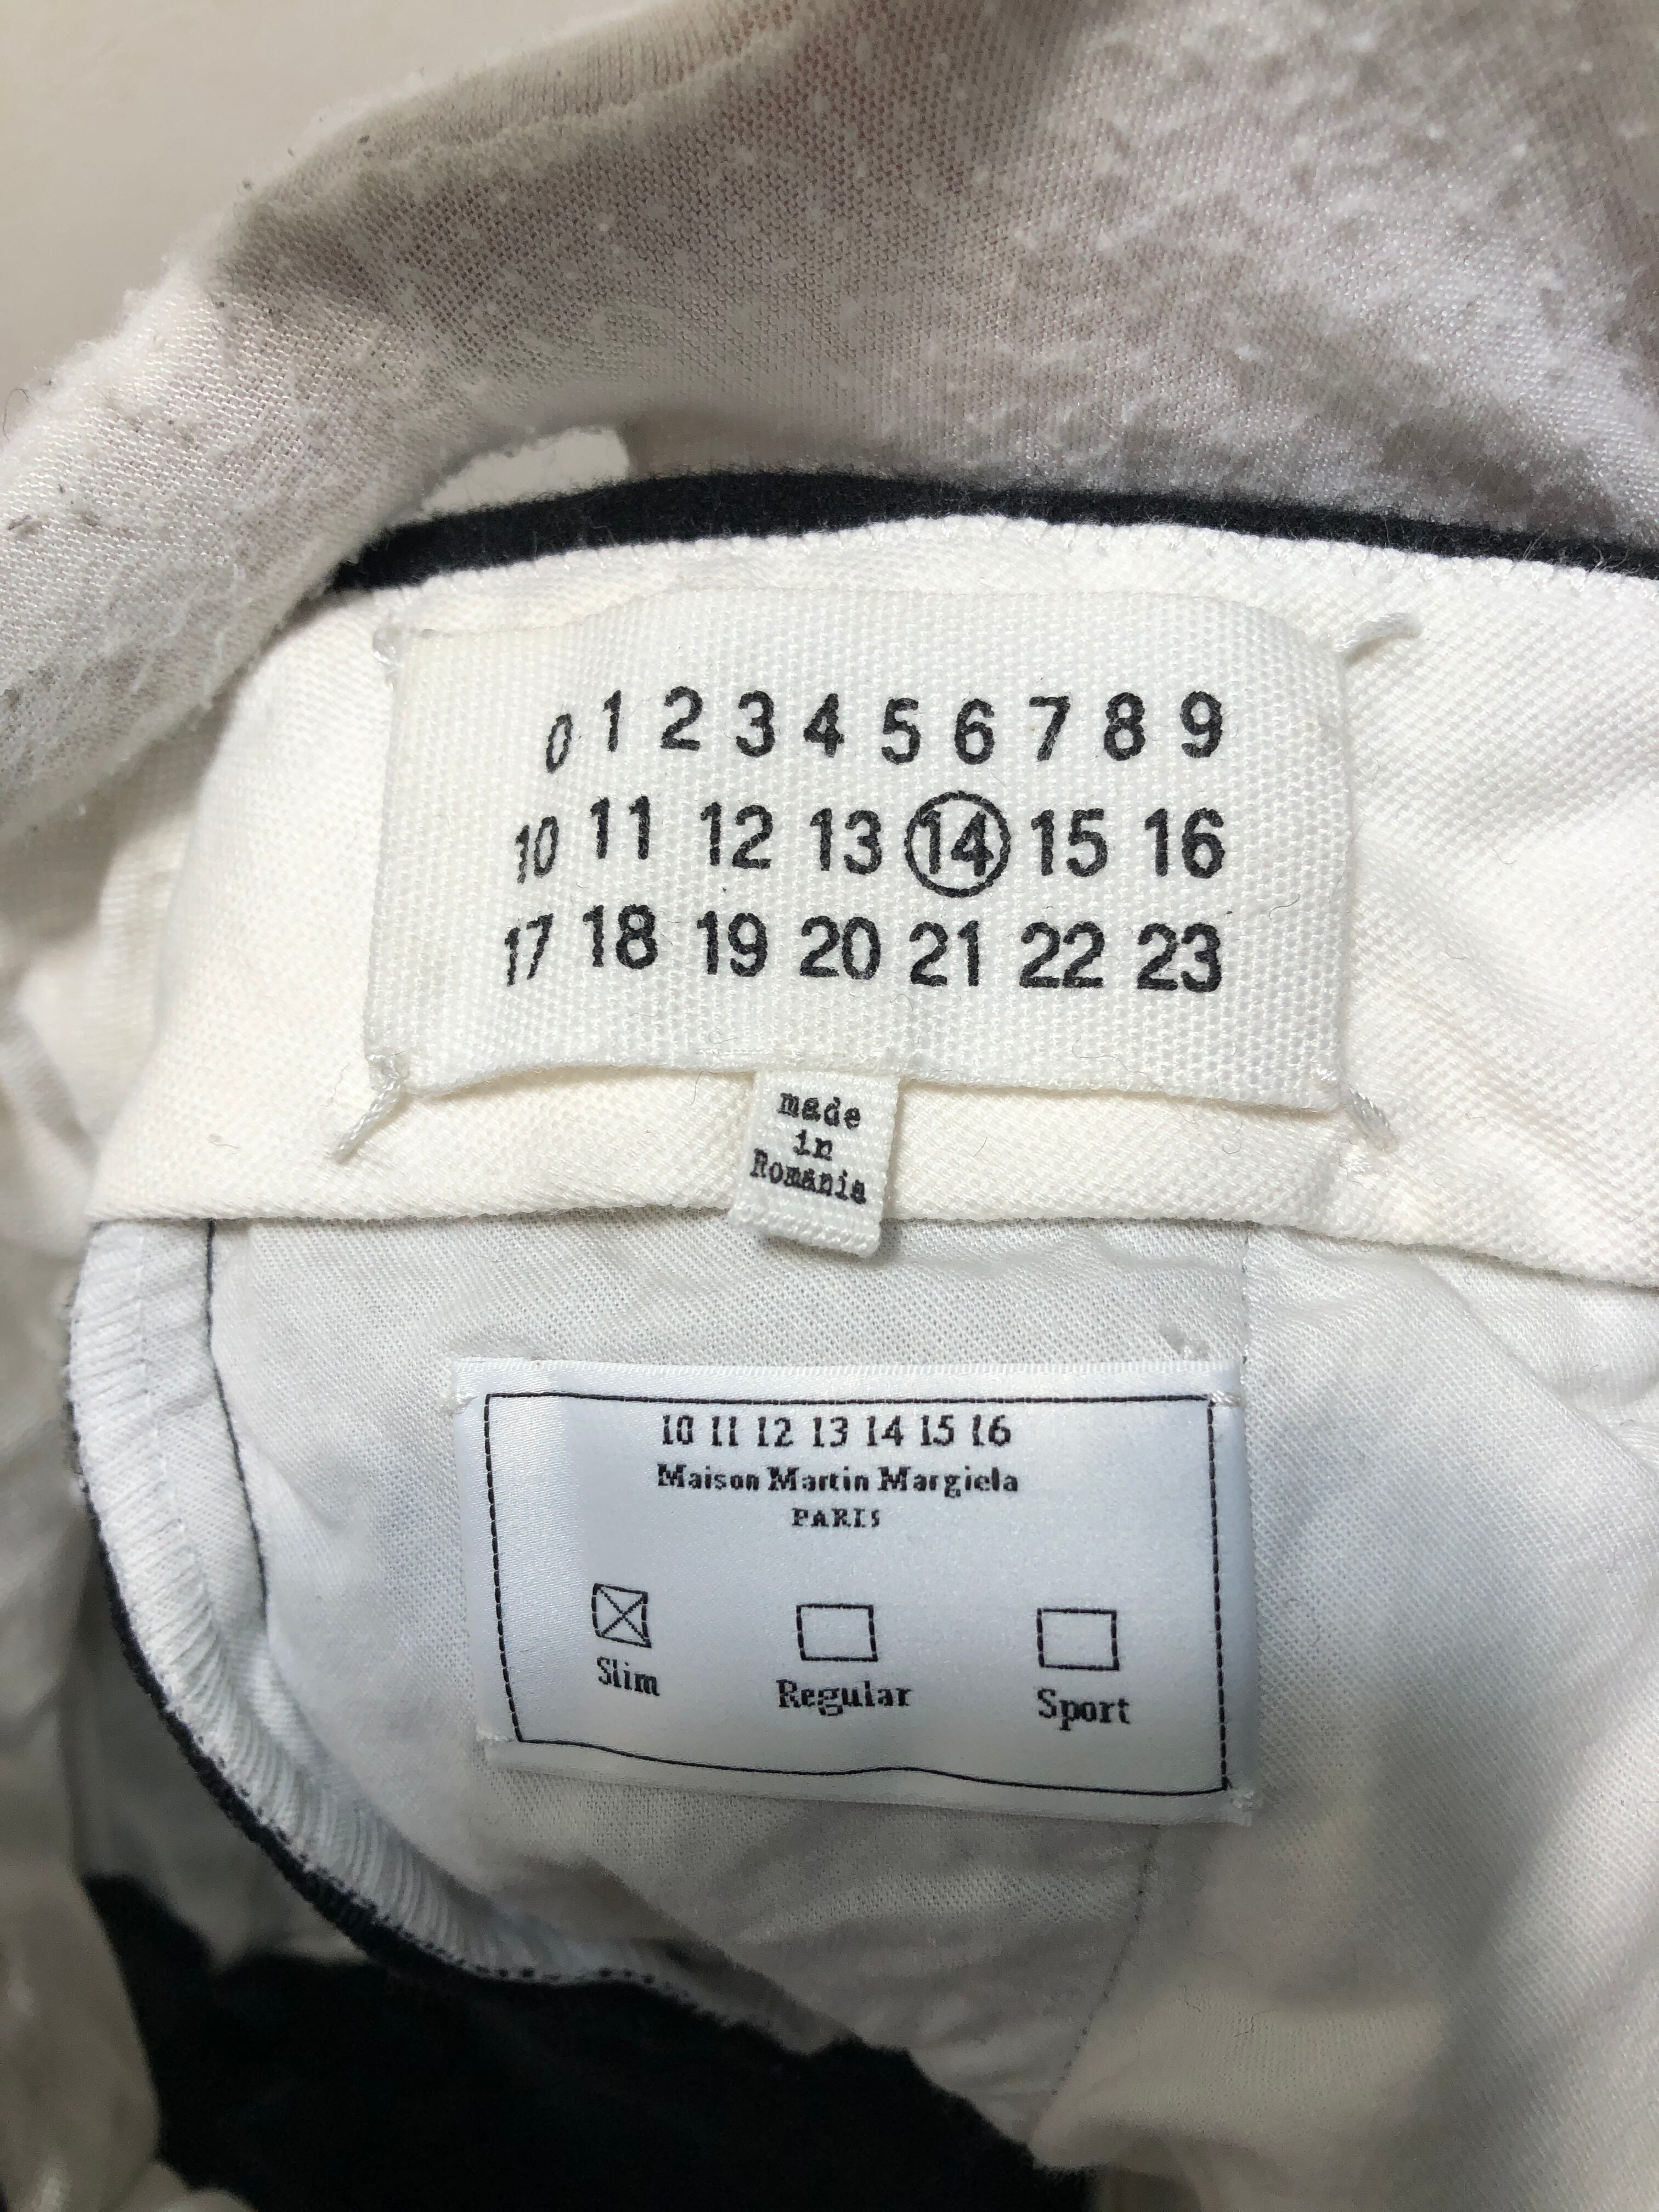 0 1 2 3 4 5 6 7 8 9
10 11 12 13 14 15 16
17 18 19 20 21 22 23
made
in
Romania
10 11 12 13 14 15 16
Maison Martin Margiela
PARIS
Slim Regular Sport